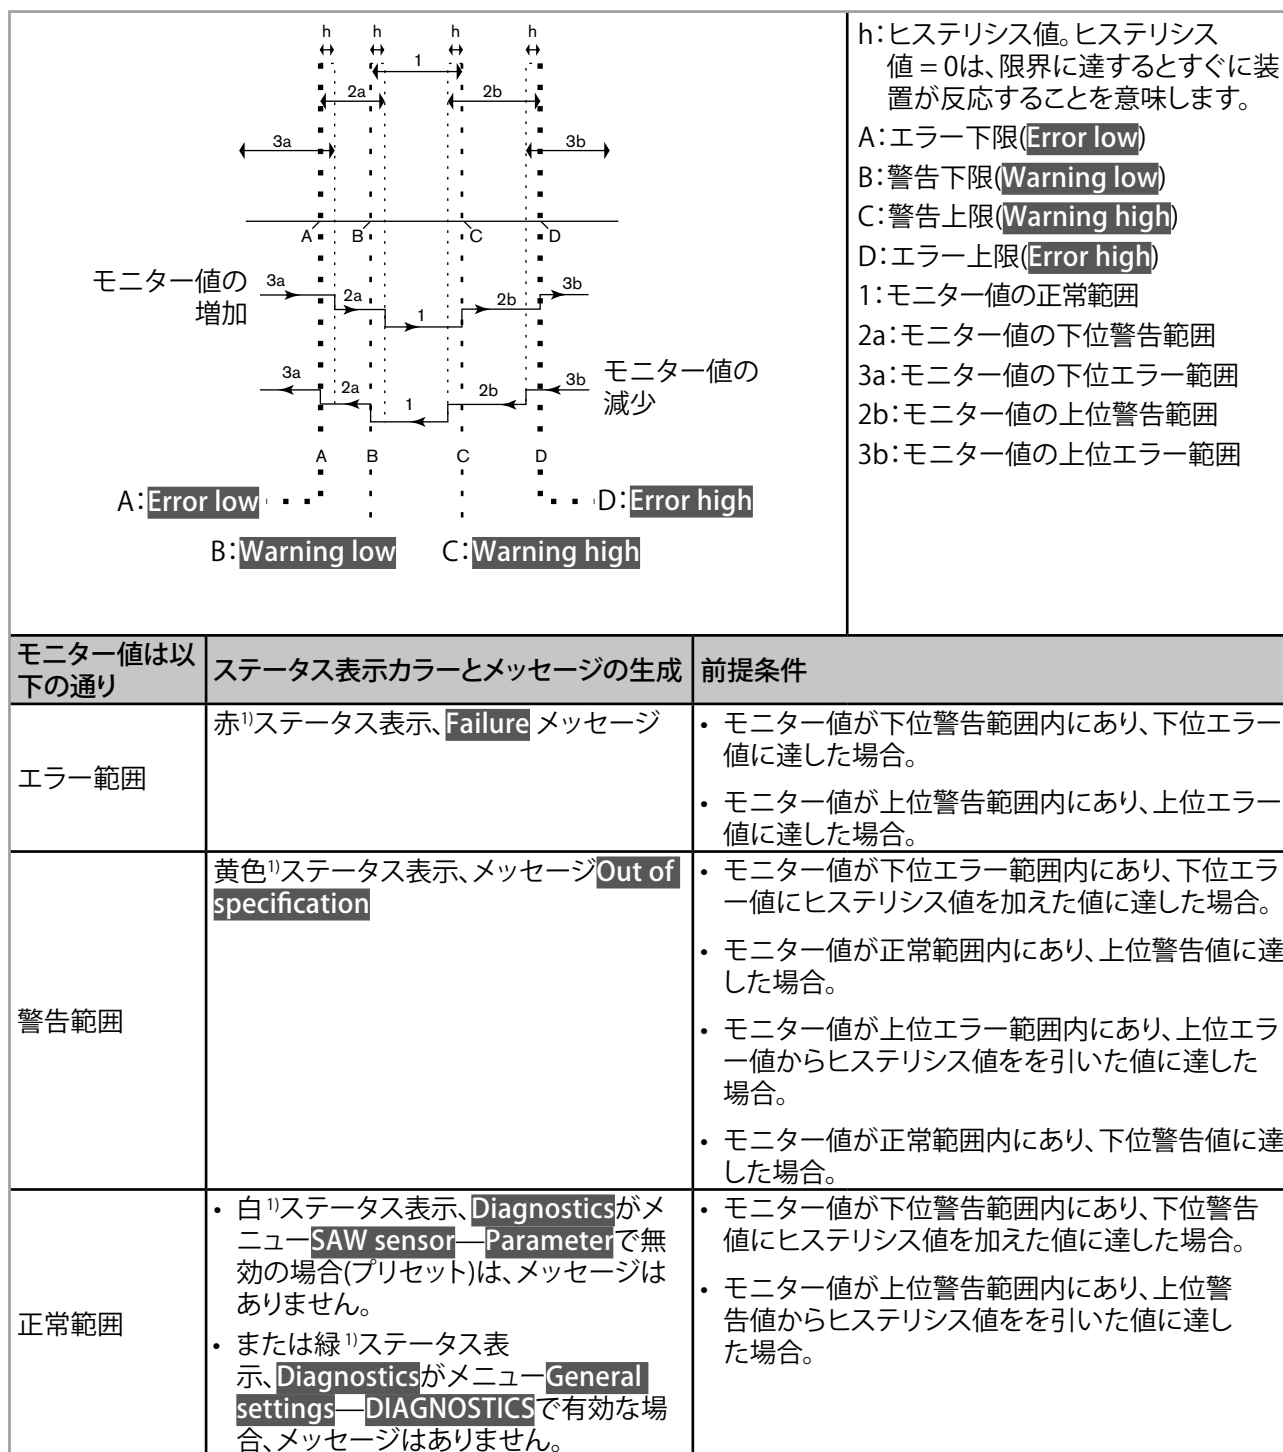 h h h h
1
2a 2b
3a 3b
A B C D
モニター値の
増加
3a 2a 1 2b 3b
3a 2a 1 2b 3b
モニター値の
減少
A B C D
A：Error low
D：Error high
B：Warning low
C：Warning high
h：ヒステリシス値。ヒステリシス
値 = 0は、限界に達するとすぐに装
置が反応することを意味します。
A：エラー下限(Error low)
B：警告下限(Warning low)
C：警告上限(Warning high)
D：エラー上限(Error high)
1：モニター値の正常範囲
2a：モニター値の下位警告範囲
3a：モニター値の下位エラー範囲
2b：モニター値の上位警告範囲
3b：モニター値の上位エラー範囲
モニター値は以
下の通り
ステータス表示カラーとメッセージの生成
前提条件
エラー範囲
赤1)ステータス表示、Failure メッセージ
• モニター値が下位警告範囲内にあり、下位エラー
値に達した場合。
• モニター値が上位警告範囲内にあり、上位エラー
値に達した場合。
警告範囲
黄色1)ステータス表示、メッセージOut of
specification
• モニター値が下位エラー範囲内にあり、下位エラ
ー値にヒステリシス値を加えた値に達した場合。
• モニター値が正常範囲内にあり、上位警告値に達
した場合。
• モニター値が上位エラー範囲内にあり、上位エラ
ー値からヒステリシス値をを引いた値に達した
場合。
• モニター値が正常範囲内にあり、下位警告値に達
した場合。
正常範囲
• 白1)ステータス表示、Diagnosticsがメ
ニューSAW sensor—Parameterで無
効の場合(プリセット)は、メッセージは
ありません。
• または緑1)ステータス表
示、Diagnosticsがメニュー General
settings—DIAGNOSTICSで有効な場
合、メッセージはありません。
• モニター値が下位警告範囲内にあり、下位警告
値にヒステリシス値を加えた値に達した場合。
• モニター値が上位警告範囲内にあり、上位警
告値からヒステリシス値をを引いた値に達し
た場合。